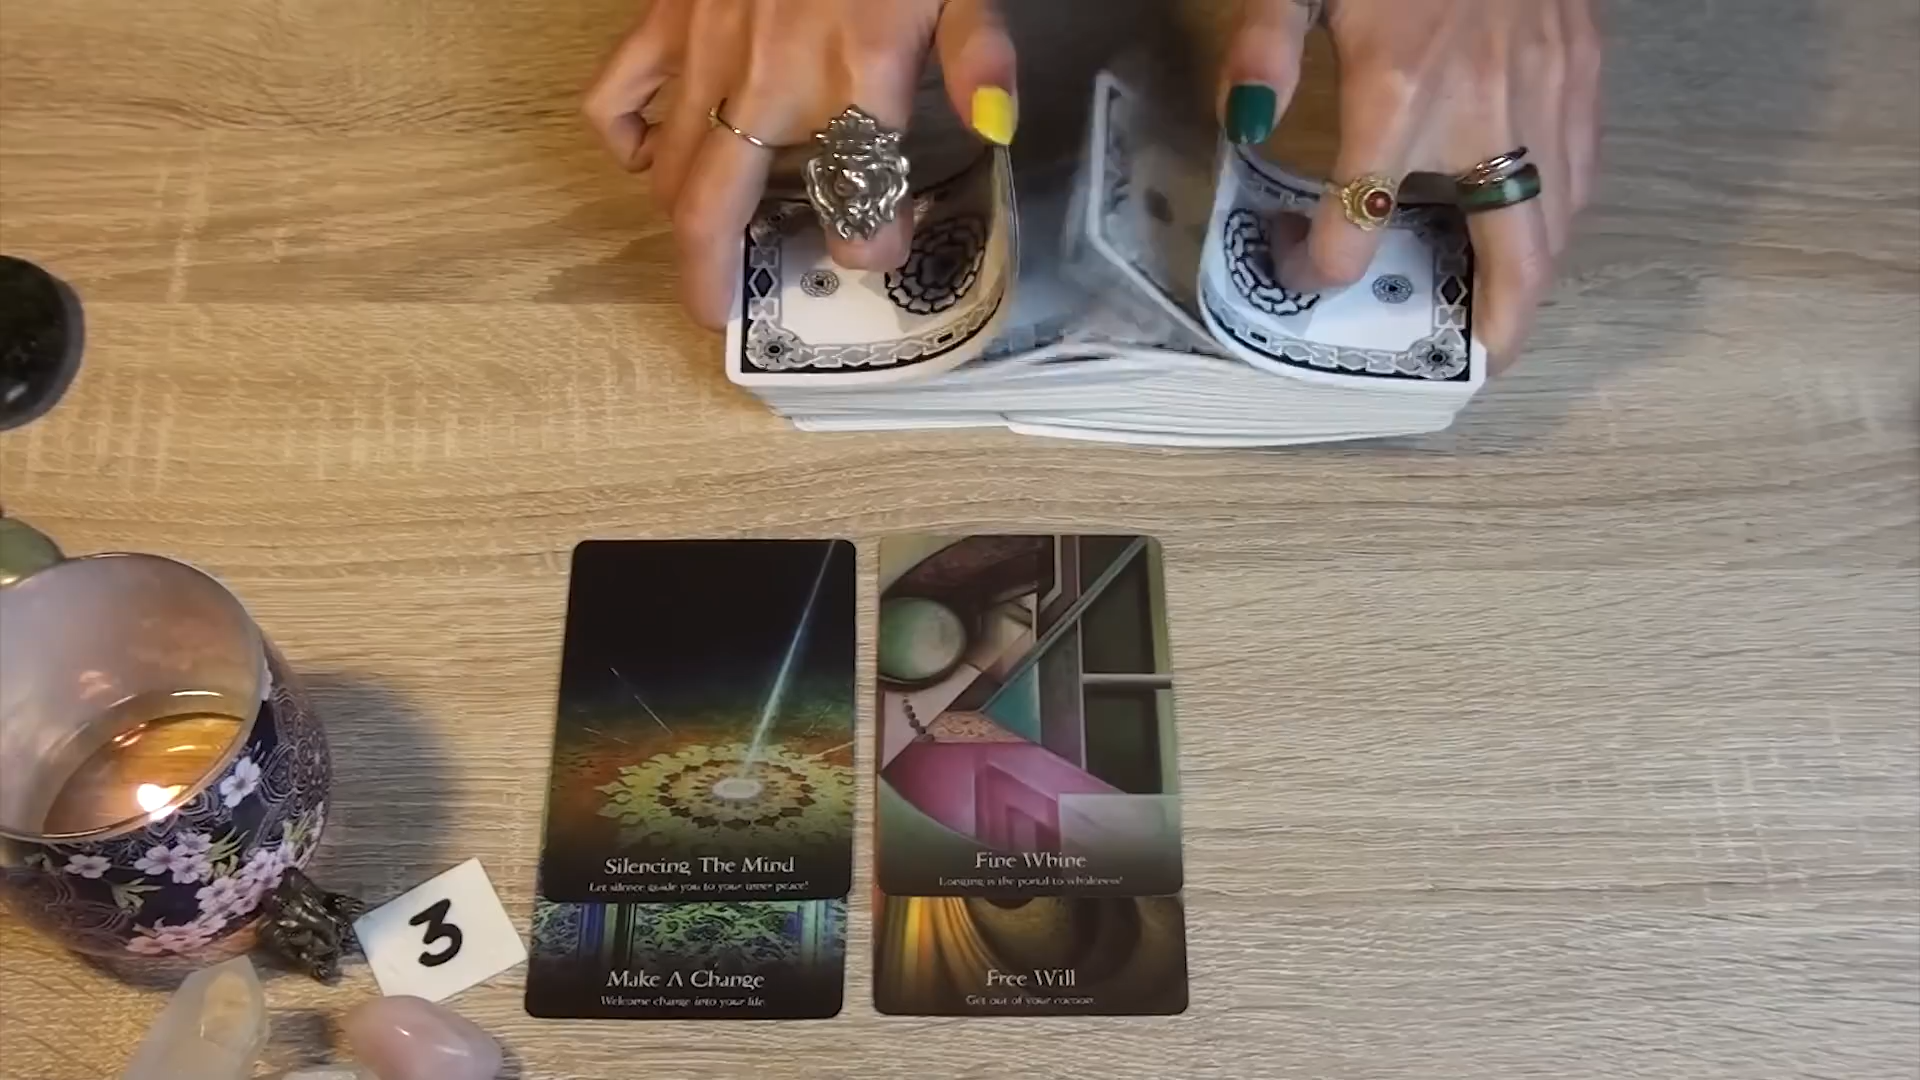 Silencing The Mind
Let silence guide you to your inner peace!
Fine Whine
Longing is the portal to wholeness!
3
Make A Change
Welcome change into your life.
Free Will
Get out of your cocoon.